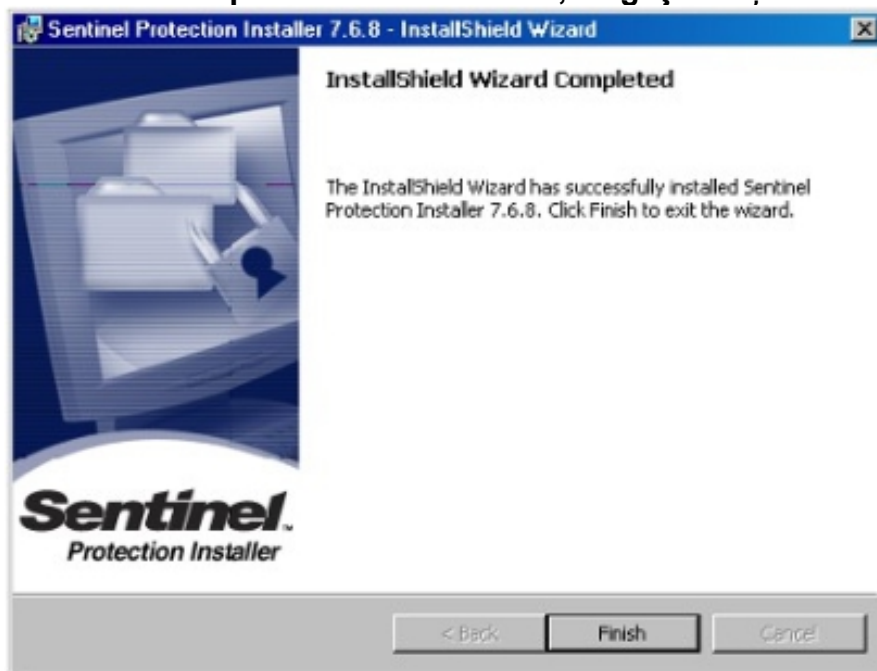 Sentinel Protection Installer 7.6.8 - InstallShield Wizard
InstallShield Wizard Completed
The InstallShield Wizard has successfully installed Sentinel
Protection Installer 7.6.8. Click Finish to exit the wizard.
Sentinel™
Protection Installer
< Back
Finish
Cancel